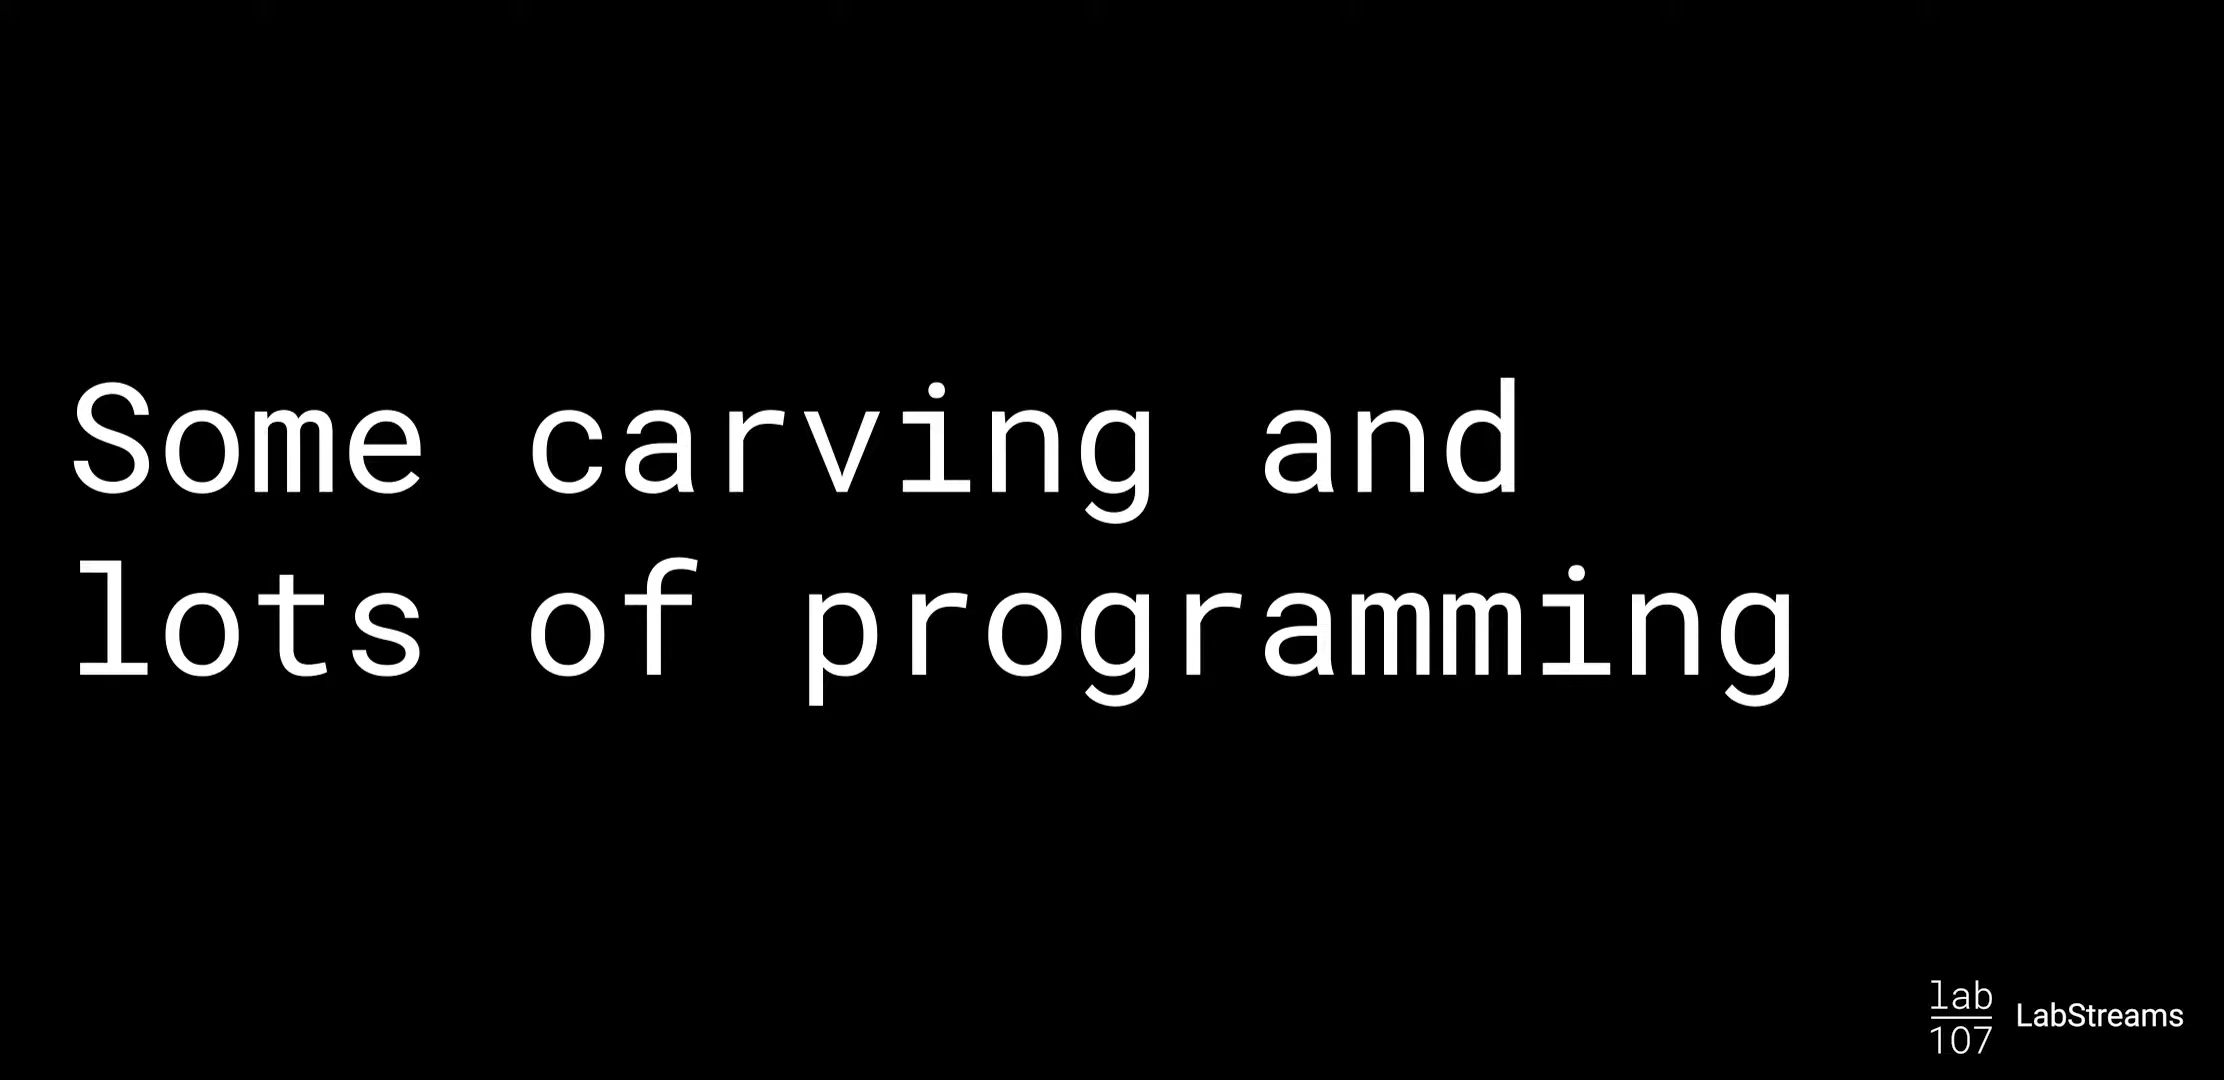 Some carving and
lots of programming
lab
107
LabStreams